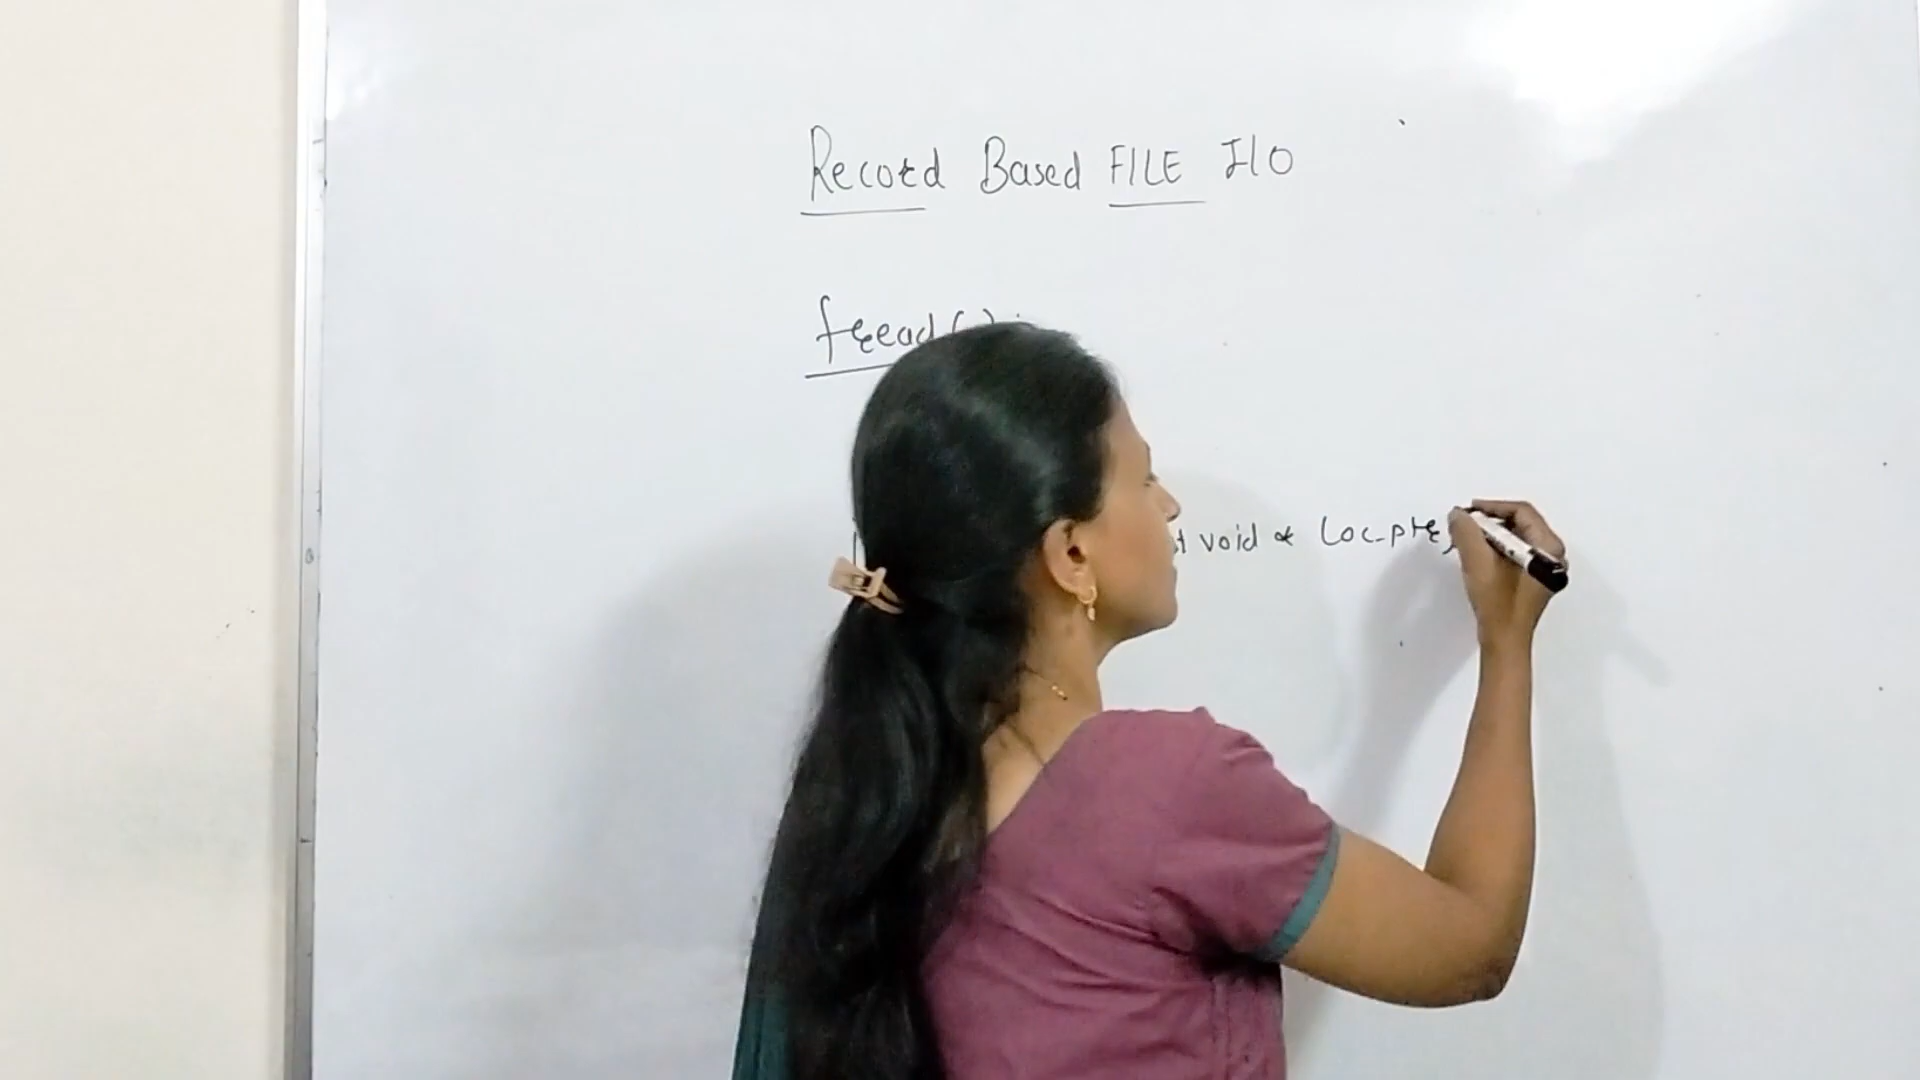 Record Based FILE I/O
fread()
void * Loc_ptr,